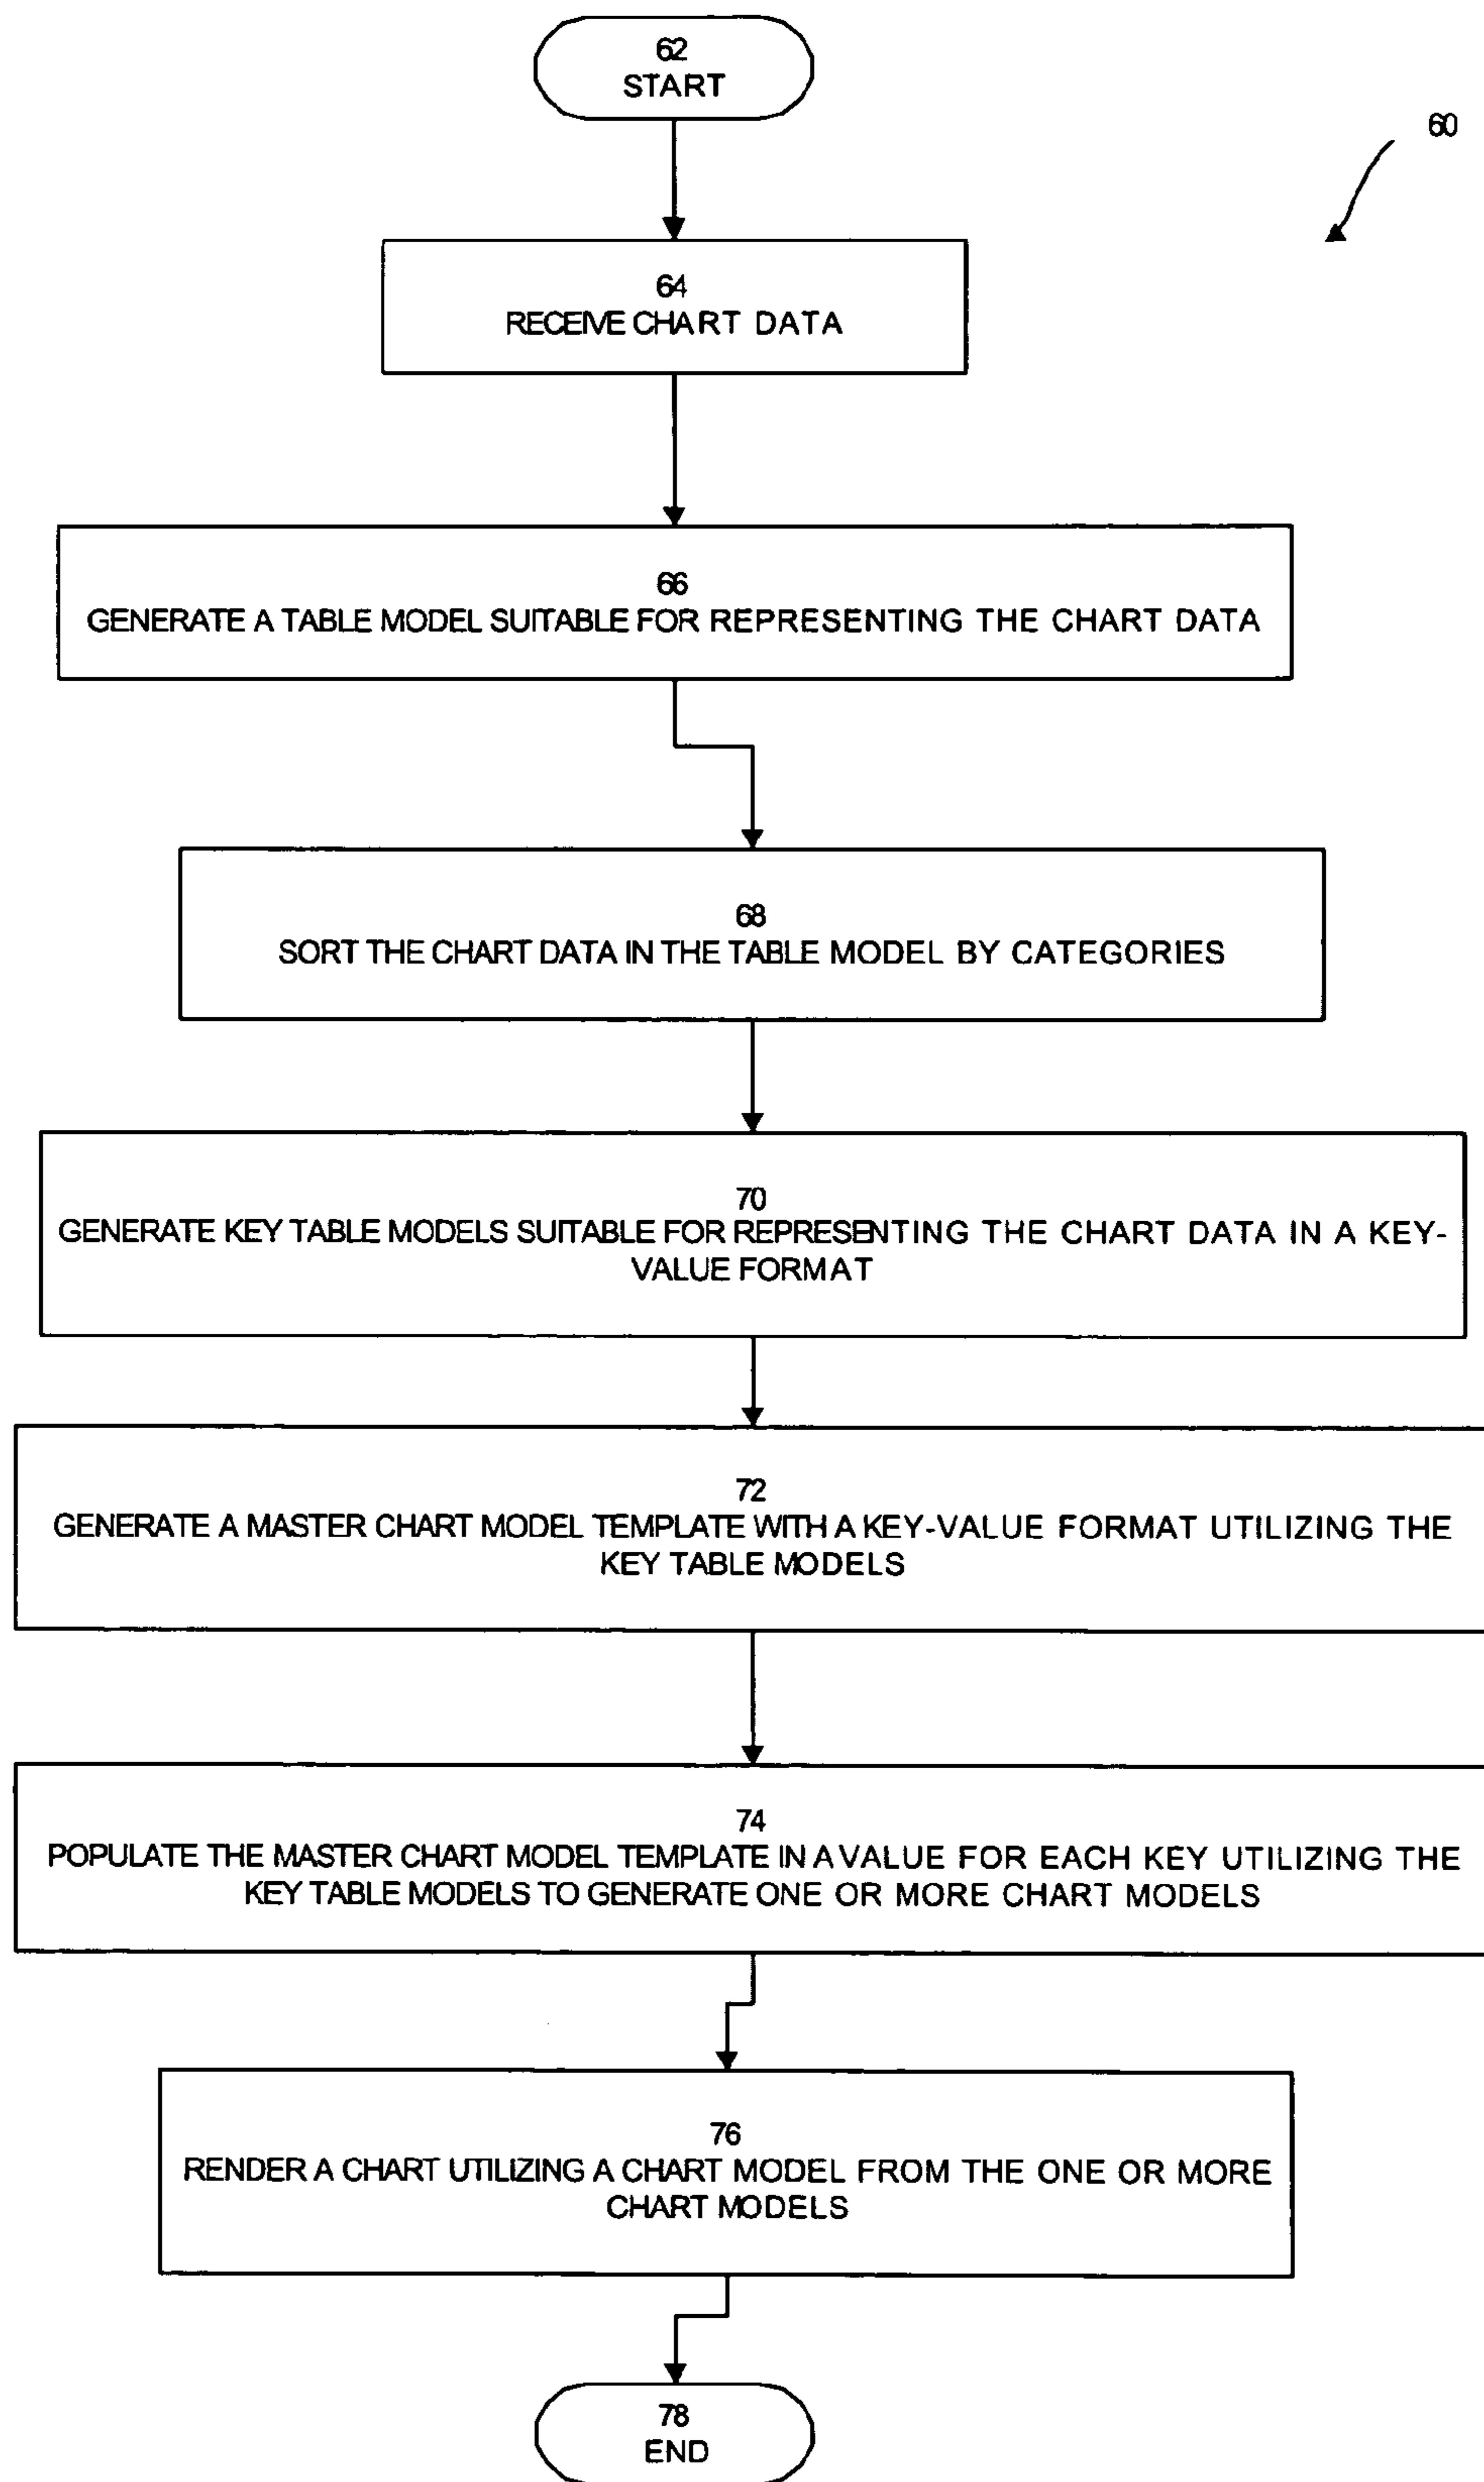 62
START
60
64
RECEIVE CHART DATA
66
GENERATE A TABLE MODEL SUITABLE FOR REPRESENTING THE CHART DATA
68
SORT THE CHART DATA IN THE TABLE MODEL BY CATEGORIES
70
GENERATE KEY TABLE MODELS SUITABLE FOR REPRESENTING THE CHART DATA IN A KEY-
VALUE FORMAT
72
GENERATE A MASTER CHART MODEL TEMPLATE WITH A KEY-VALUE FORMAT UTILIZING THE
KEY TABLE MODELS
74
POPULATE THE MASTER CHART MODEL TEMPLATE IN A VALUE FOR EACH KEY UTILIZING THE
KEY TABLE MODELS TO GENERATE ONE OR MORE CHART MODELS
76
RENDER A CHART UTILIZING A CHART MODEL FROM THE ONE OR MORE
CHART MODELS
78
END